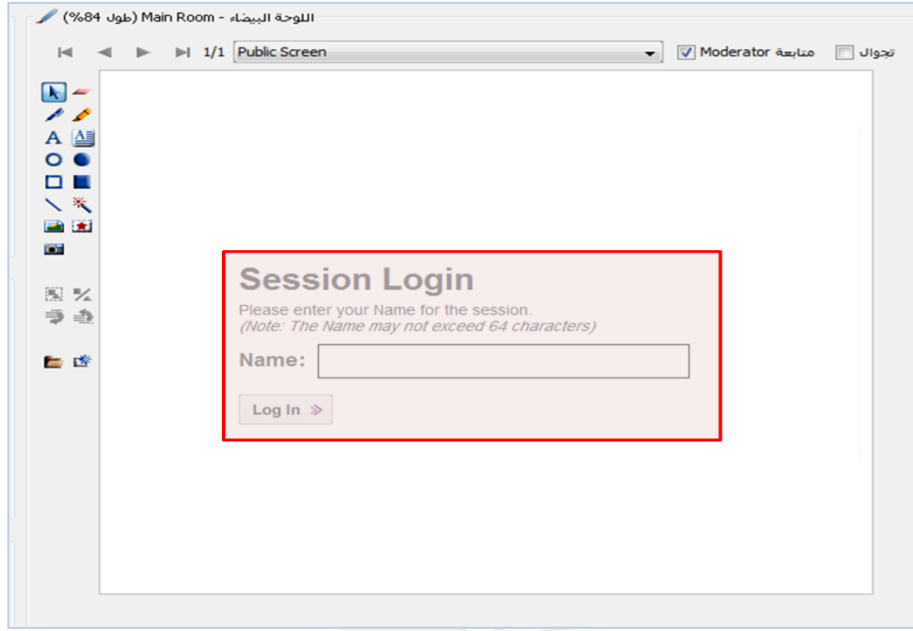 اللوحة البيضاء - Main Room (طول 84%)
1/1 Public Screen متابعة Moderator تجوال
A A
Session Login
Please enter your Name for the session.
(Note: The Name may not exceed 64 characters)
Name:
Log In »